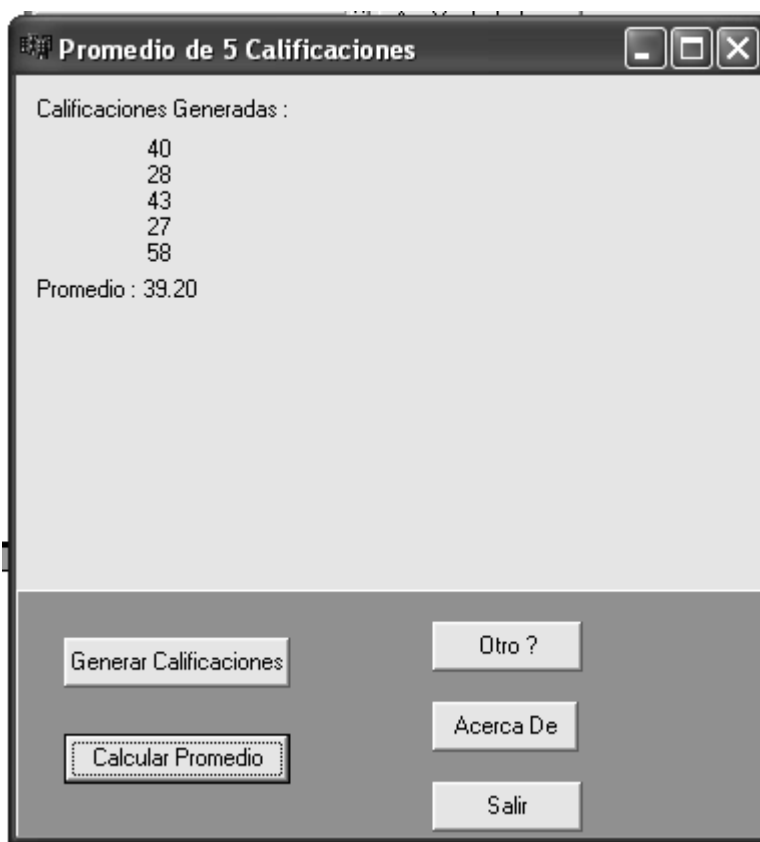 Promedio de 5 Calificaciones
Calificaciones Generadas :
40
28
43
27
58
Promedio : 39.20
Generar Calificaciones
Otro ?
Calcular Promedio
Acerca De
Salir